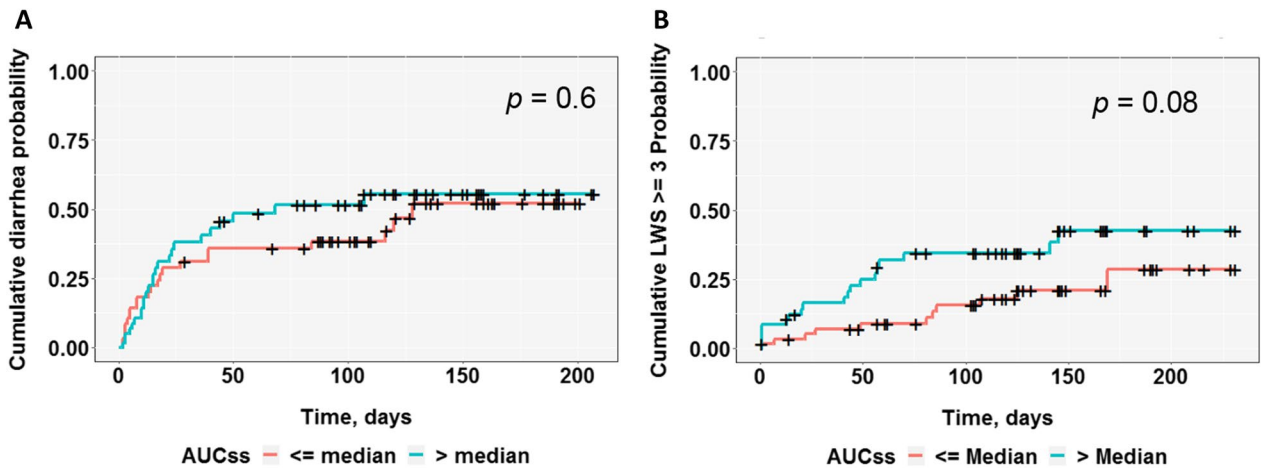 A
Cumulative diarrhea probability
1.00
0.75
0.50
0.25
0.00
p = 0.6
0 50 100 150 200
Time, days
AUCss <= median > median
B
Cumulative LWS >= 3 Probability
1.00
0.75
0.50
0.25
0.00
p = 0.08
0 50 100 150 200
Time, days
AUCss <= Median > Median